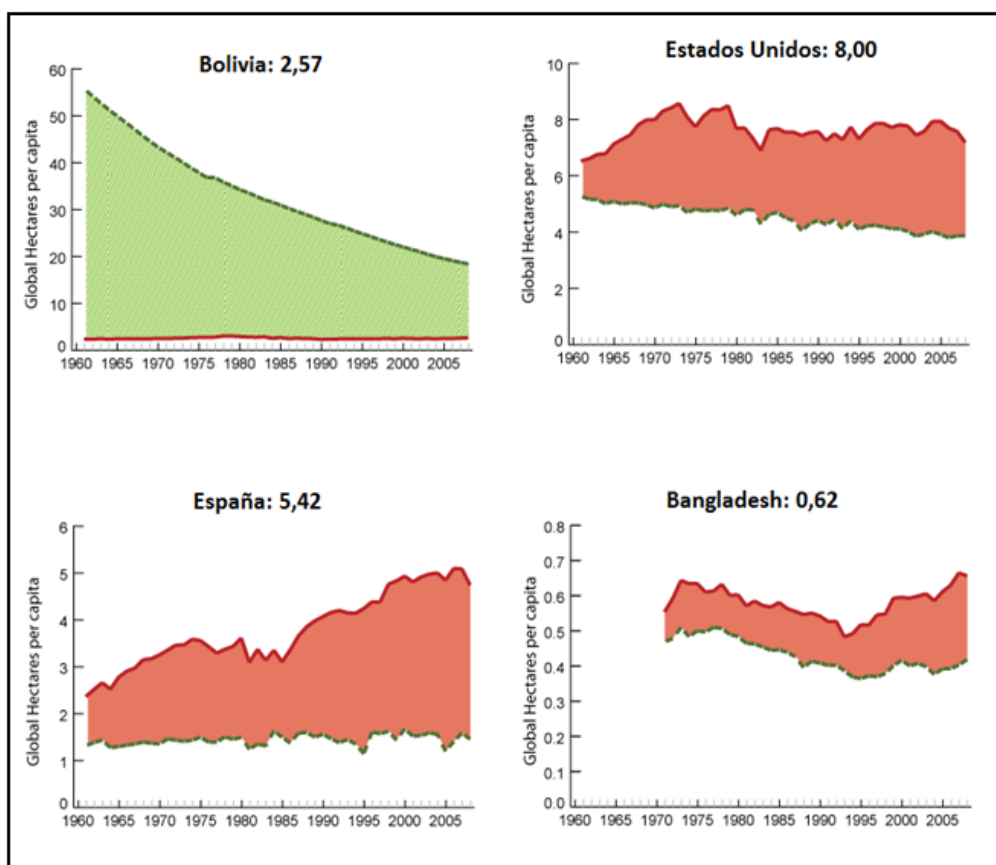 Bolivia: 2,57
Global Hectares per capita
60
50
40
30
20
10
0
1960 1965 1970 1975 1980 1985 1990 1995 2000 2005
Estados Unidos: 8,00
Global Hectares per capita
10
8
6
4
2
0
1960 1965 1970 1975 1980 1985 1990 1995 2000 2005
España: 5,42
Global Hectares per capita
6
5
4
3
2
1
0
1960 1965 1970 1975 1980 1985 1990 1995 2000 2005
Bangladesh: 0,62
Global Hectares per capita
0.8
0.7
0.6
0.5
0.4
0.3
0.2
0.1
0.0
1960 1965 1970 1975 1980 1985 1990 1995 2000 2005